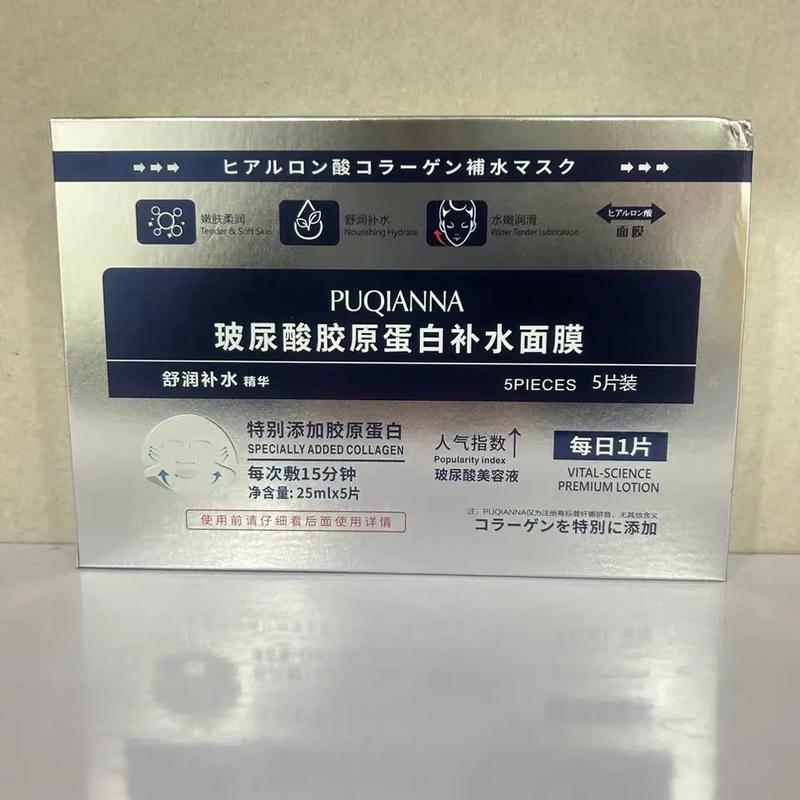 ヒアルロン酸コラーゲン補水マスク
嫩肤柔润
Tender & Soft Skin
舒润补水
Nourishing Hydrate
水嫩润滑
Water Tender Lubrication
ヒアルロン酸
面膜
PUQIANNA
玻尿酸胶原蛋白补水面膜
舒润补水 精华
5PIECES 5片装
特别添加胶原蛋白
SPECIALLY ADDED COLLAGEN
每次敷15分钟
净含量: 25mlx5片
使用前请仔细看后面使用详情
人气指数
Popularity index
玻尿酸美容液
每日1片
VITAL-SCIENCE
PREMIUM LOTION
注: PUQIANNA仅为注册商标普纤娜拼音、无其他含义
コラーゲンを特別に添加